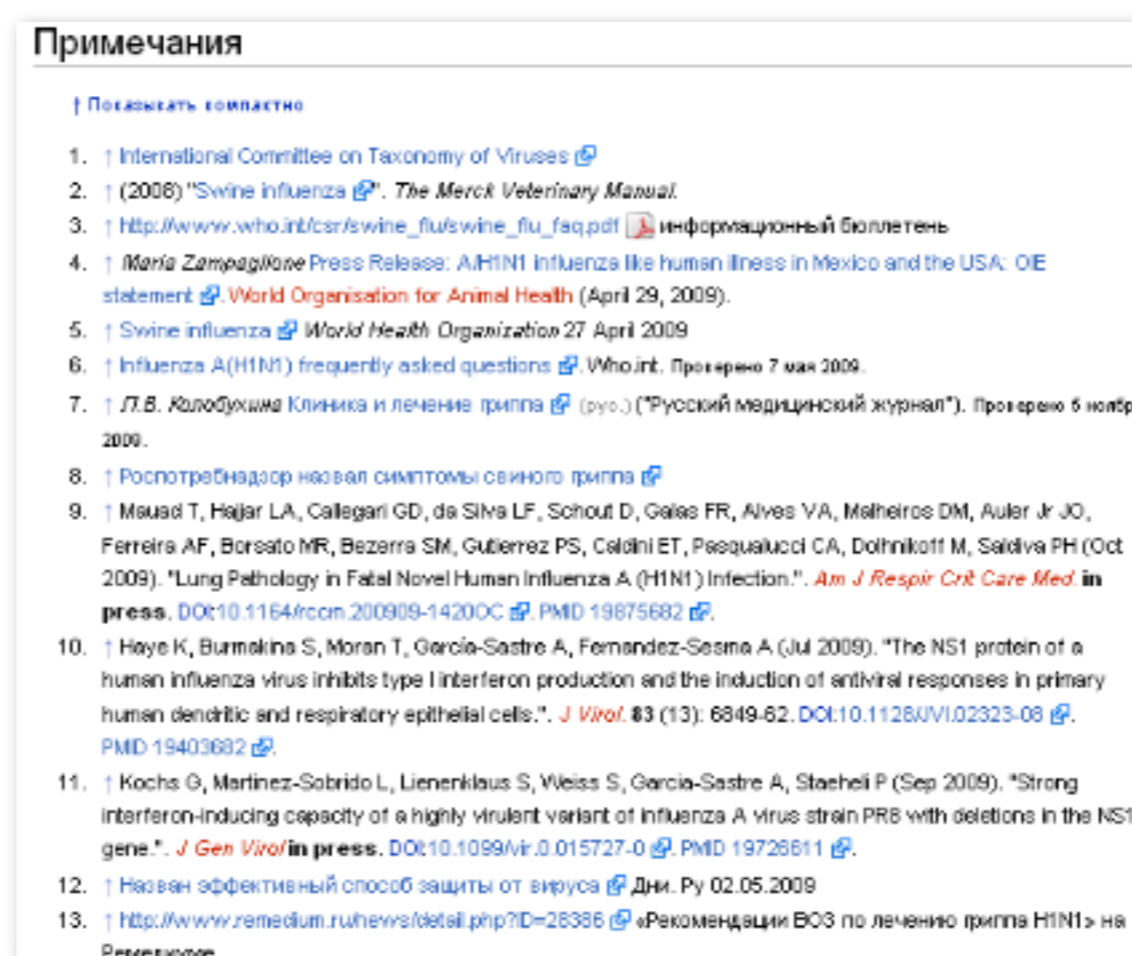 Примечания
↑ Показывать компактно
1. ↑ International Committee on Taxonomy of Viruses
2. ↑ (2008) "Swine influenza". The Merck Veterinary Manual.
3. ↑ http://www.who.int/csr/swine_flu/swine_flu_faq.pdf информационный бюллетень
4. ↑ Maria Zampaglione Press Release: A/H1N1 influenza like human illness in Mexico and the USA: OIE
statement. World Organisation for Animal Health (April 29, 2009).
5. ↑ Swine influenza World Health Organization 27 April 2009
6. ↑ Influenza A(H1N1) frequently asked questions. Who.int. Проверено 7 мая 2009.
7. ↑ Л.В. Колобухина Клиника и лечение гриппа (рус.) ("Русский медицинский журнал"). Проверено 6 ноябр
2009.
8. ↑ Роспотребнадзор назвал симптомы свиного гриппа
9. ↑ Mauad T, Hajjar LA, Callegari GD, da Silva LF, Schout D, Galas FR, Alves VA, Malheiros DM, Auler Jr JO,
Ferreira AF, Borsato MR, Bezerra SM, Gutierrez PS, Caldini ET, Pasqualucci CA, Dolhnikoff M, Saldiva PH (Oct
2009). "Lung Pathology in Fatal Novel Human Influenza A (H1N1) Infection.". Am J Respir Crit Care Med. in
press. DOI:10.1164/rccm.200909-1420OC. PMID 19875682.
10. ↑ Haye K, Burmakina S, Moran T, García-Sastre A, Fernandez-Sesma A (Jul 2009). "The NS1 protein of a
human influenza virus inhibits type I interferon production and the induction of antiviral responses in primary
human dendritic and respiratory epithelial cells.". J Virol. 83 (13): 6849-62. DOI:10.1128/JVI.02323-08.
PMID 19403682.
11. ↑ Kochs G, Martinez-Sobrido L, Lienenklaus S, Weiss S, Garcia-Sastre A, Staeheli P (Sep 2009). "Strong
interferon-inducing capacity of a highly virulent variant of influenza A virus strain PR8 with deletions in the NS1
gene.". J Gen Virol in press. DOI:10.1099/vir.0.015727-0. PMID 19726611.
12. ↑ Назван эффективный способ защиты от вируса Дни. Ру 02.05.2009
13. ↑ http://www.remedium.ru/news/detail.php?ID=28386 «Рекомендации ВОЗ по лечению гриппа H1N1» на